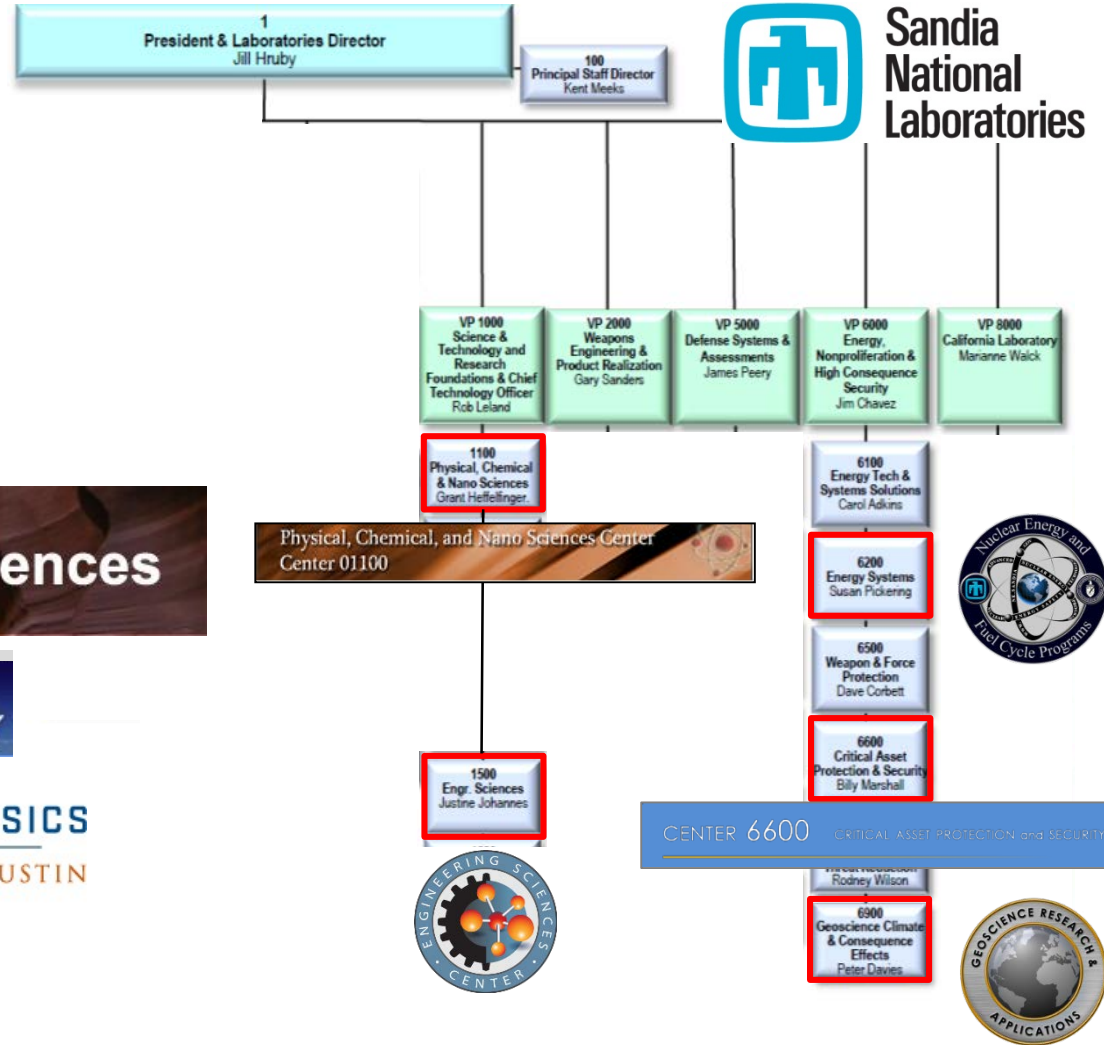 1
President & Laboratories Director
Jill Hruby
100
Principal Staff Director
Kent Meeks
Sandia
National
Laboratories
VP 1000
Science &
Technology and
Research
Foundations & Chief
Technology Officer
Rob Leland
VP 2000
Weapons
Engineering &
Product Realization
Gary Sanders
VP 5000
Defense Systems &
Assessments
James Peery
VP 6000
Energy,
Nonproliferation &
High Consequence
Security
Jim Chavez
VP 8000
California Laboratory
Marianne Walck
1100
Physical, Chemical
& Nano Sciences
Grant Heffelfinger.
Physical, Chemical, and Nano Sciences Center
Center 01100
6100
Energy Tech &
Systems Solutions
Carol Adkins
6200
Energy Systems
Susan Pickering
Nuclear Energy and
Fuel Cycle Programs
6500
Weapon & Force
Protection
Dave Corbett
6600
Critical Asset
Protection & Security
Billy Marshall
CENTER 6600 CRITICAL ASSET PROTECTION and SECURITY
Rodney Wilson
6900
Geoscience Climate
& Consequence
Effects
Peter Davies
GEOSCIENCE RESEARCH &
APPLICATIONS
1500
Engr. Sciences
Justine Johannes
ENGINEERING SCIENCES
CENTER
ences
SICS
USTIN